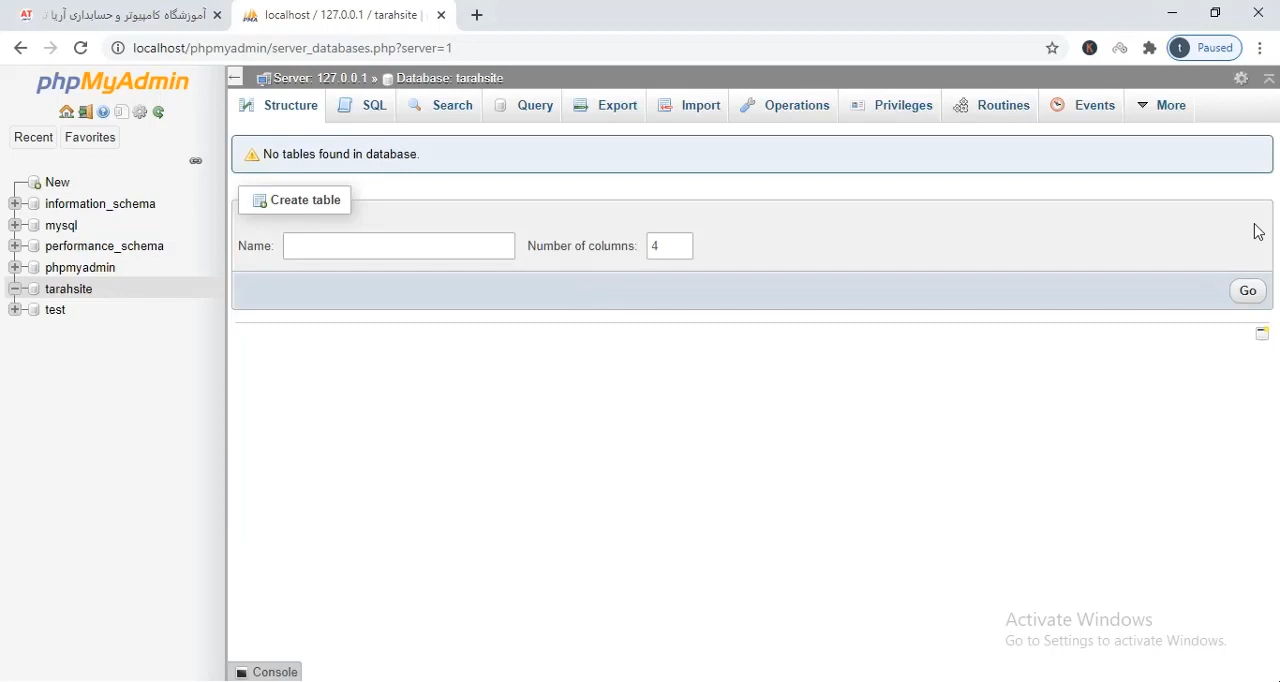 آموزشگاه کامپیوتر و حسابداری آریا
localhost / 127.0.0.1 / tarahsite |
localhost/phpmyadmin/server_databases.php?server=1
Paused
phpMyAdmin
Recent
Favorites
New
information_schema
mysql
performance_schema
phpmyadmin
tarahsite
test
Server: 127.0.0.1 » Database: tarahsite
Structure SQL Search Query Export Import Operations Privileges Routines Events More
No tables found in database.
Create table
Name: Number of columns: 4
Go
Activate Windows
Go to Settings to activate Windows.
Console